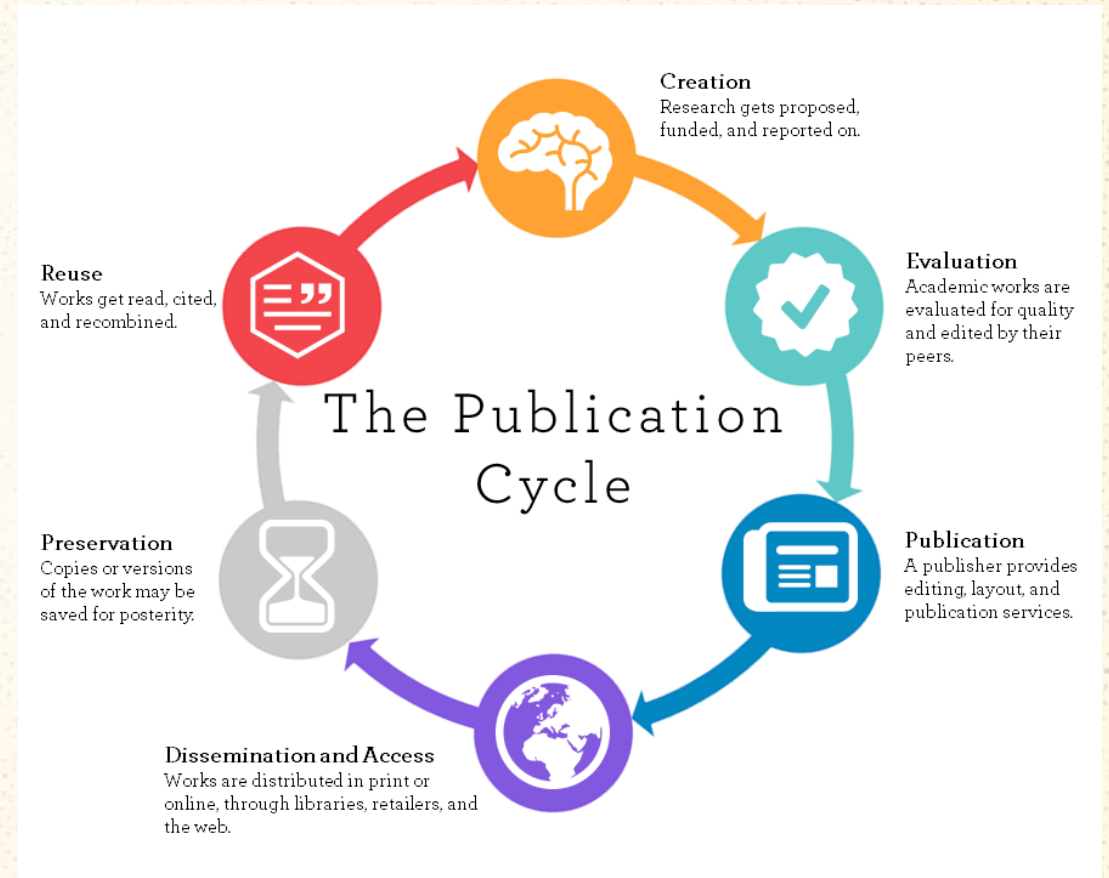 Creation
Research gets proposed,
funded, and reported on.
Evaluation
Academic works are
evaluated for quality
and edited by their
peers.
Publication
A publisher provides
editing, layout, and
publication services.
Dissemination and Access
Works are distributed in print or
online, through libraries, retailers, and
the web.
Preservation
Copies or versions
of the work may be
saved for posterity.
Reuse
Works get read, cited,
and recombined.
The Publication
Cycle